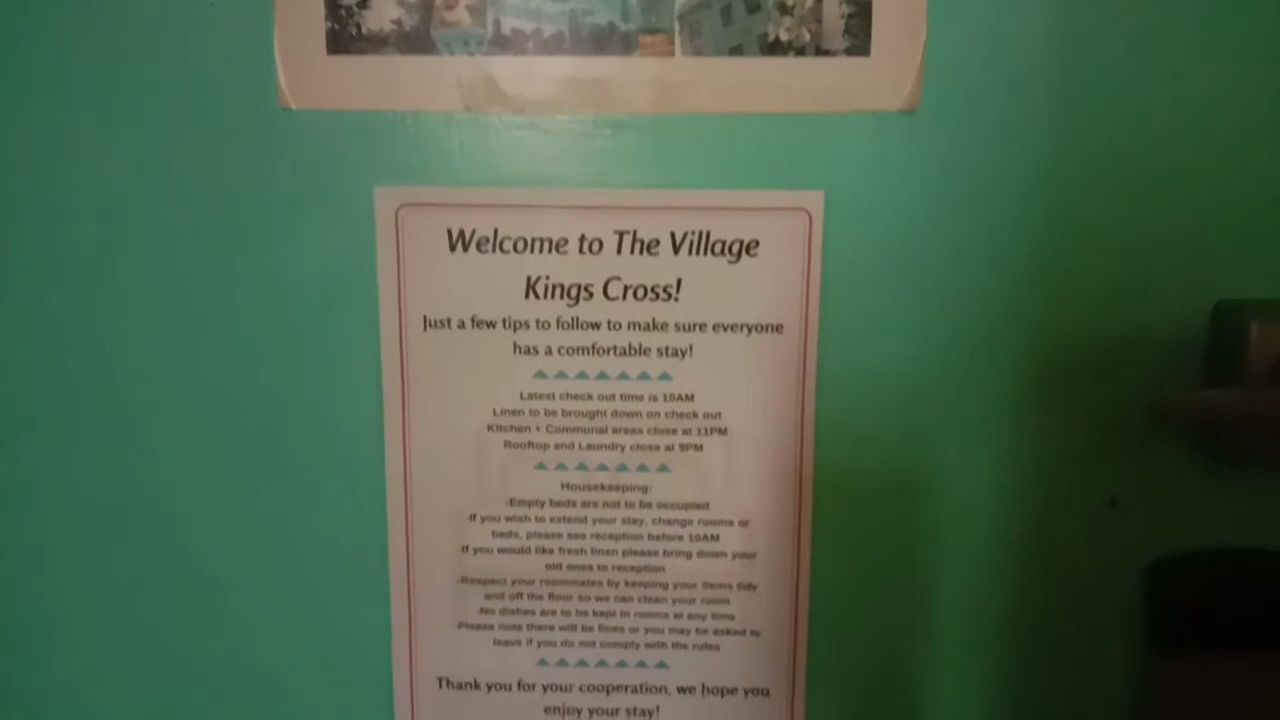 Welcome to The Village
Kings Cross!
Just a few tips to follow to make sure everyone
has a comfortable stay!
Latest check out time is 10AM
Linen to be brought down on check out
Kitchen + Communal areas close at 11PM
Rooftop and Laundry close at 9PM
Housekeeping:
-Empty beds are not to be occupied
-If you wish to extend your stay, change rooms or
beds, please see reception before 10AM
-If you would like fresh linen please bring down your
old ones to reception
-Respect your roommates by keeping your items tidy
and off the floor so we can clean your room
-No dishes are to be kept in rooms at any time
-Please note there will be fines or you may be asked to
leave if you do not comply with the rules
Thank you for your cooperation, we hope you
enjoy your stay!